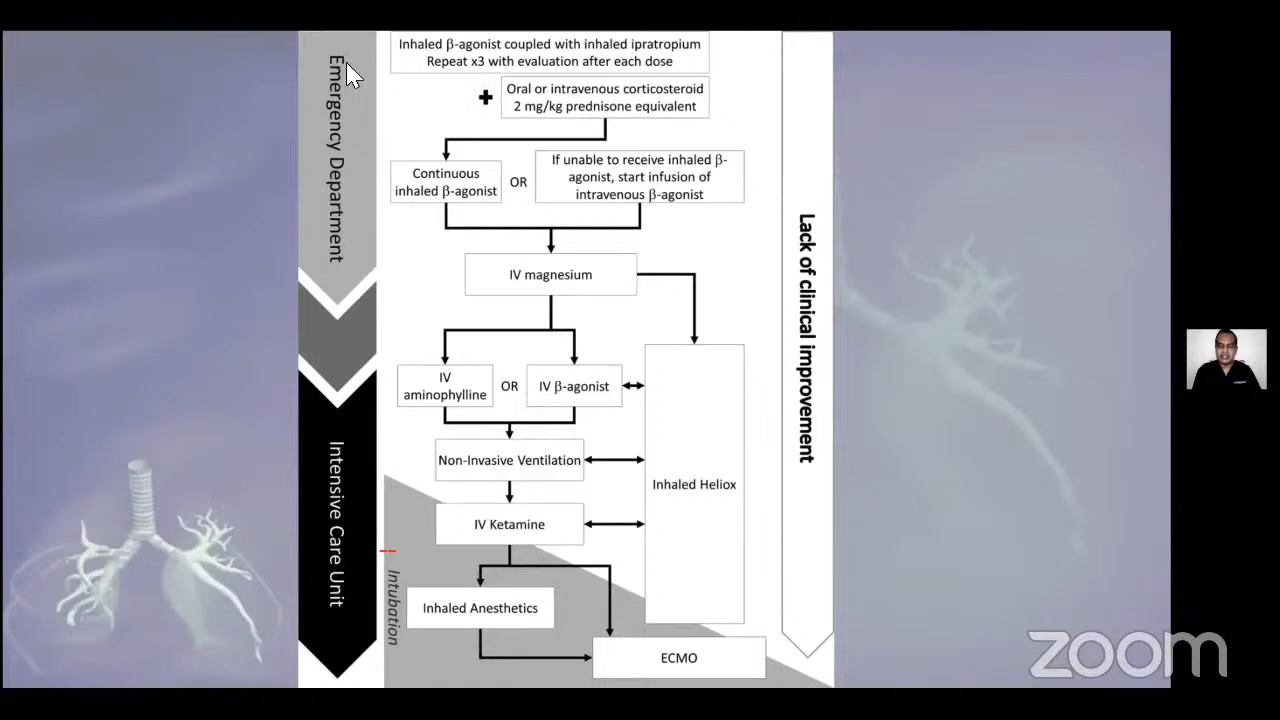 Inhaled β-agonist coupled with inhaled ipratropium
Repeat x3 with evaluation after each dose
Emergency Department
+
Oral or intravenous corticosteroid
2 mg/kg prednisone equivalent
Continuous
inhaled β-agonist
OR
If unable to receive inhaled β-
agonist, start infusion of
intravenous β-agonist
Lack of clinical improvement
IV magnesium
IV
aminophylline
OR
IV β-agonist
Intensive Care Unit
Non-Invasive Ventilation
Inhaled Heliox
IV Ketamine
Intubation
Inhaled Anesthetics
ECMO
zoom